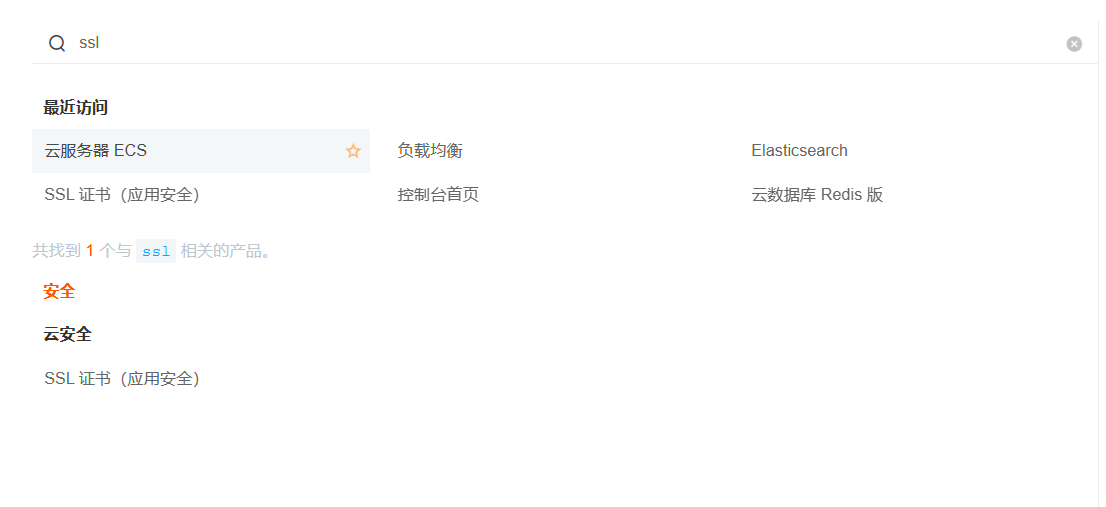 ssl
最近访问
云服务器 ECS 负载均衡 Elasticsearch
SSL 证书（应用安全） 控制台首页 云数据库 Redis 版
共找到 1 个与 ssl 相关的产品。
安全
云安全
SSL 证书（应用安全）